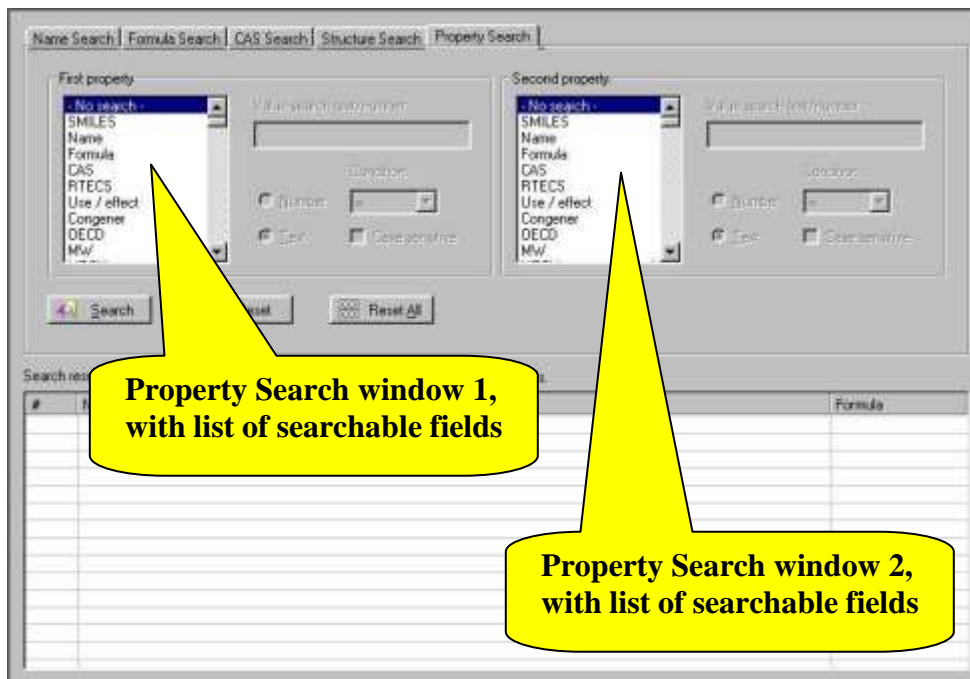 Name Search Formula Search CAS Search Structure Search Property Search
First property
- No search -
SMILES
Name
Formula
CAS
RTECS
Use / effect
Congener
OECD
MW
Number
Text
Case sensitive
Second property
- No search -
SMILES
Name
Formula
CAS
RTECS
Use / effect
Congener
OECD
MW
Number
Text
Case sensitive
Search
Reset All
Search
# Formula
Property Search window 1,
with list of searchable fields
Property Search window 2,
with list of searchable fields